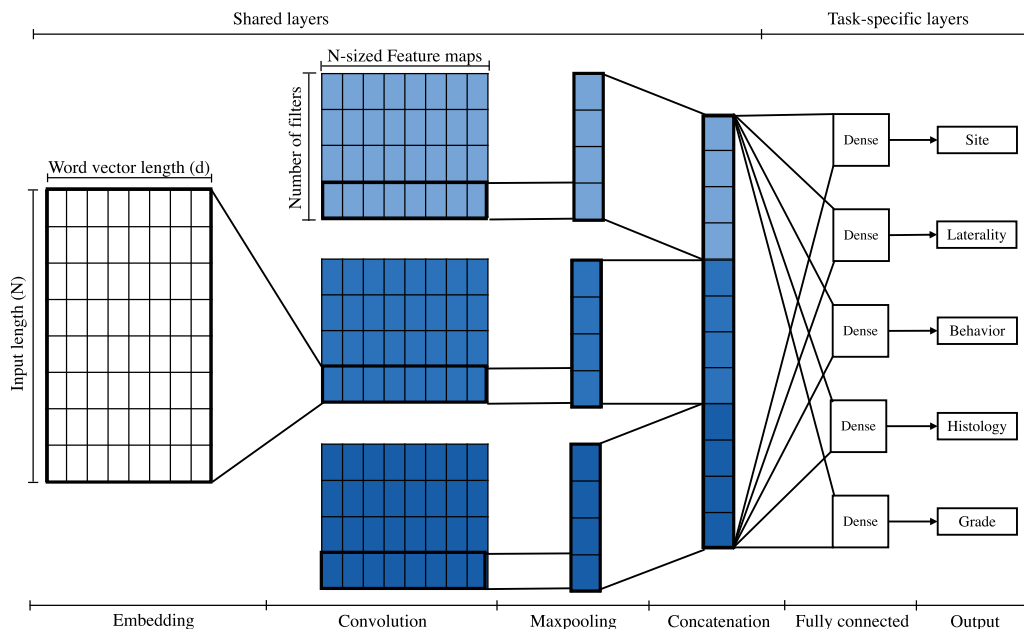 Shared layers
Task-specific layers
N-sized Feature maps
Number of filters
Word vector length (d)
Input length (N)
Dense
Site
Dense
Laterality
Dense
Behavior
Dense
Histology
Dense
Grade
Embedding
Convolution
Maxpooling
Concatenation
Fully connected
Output